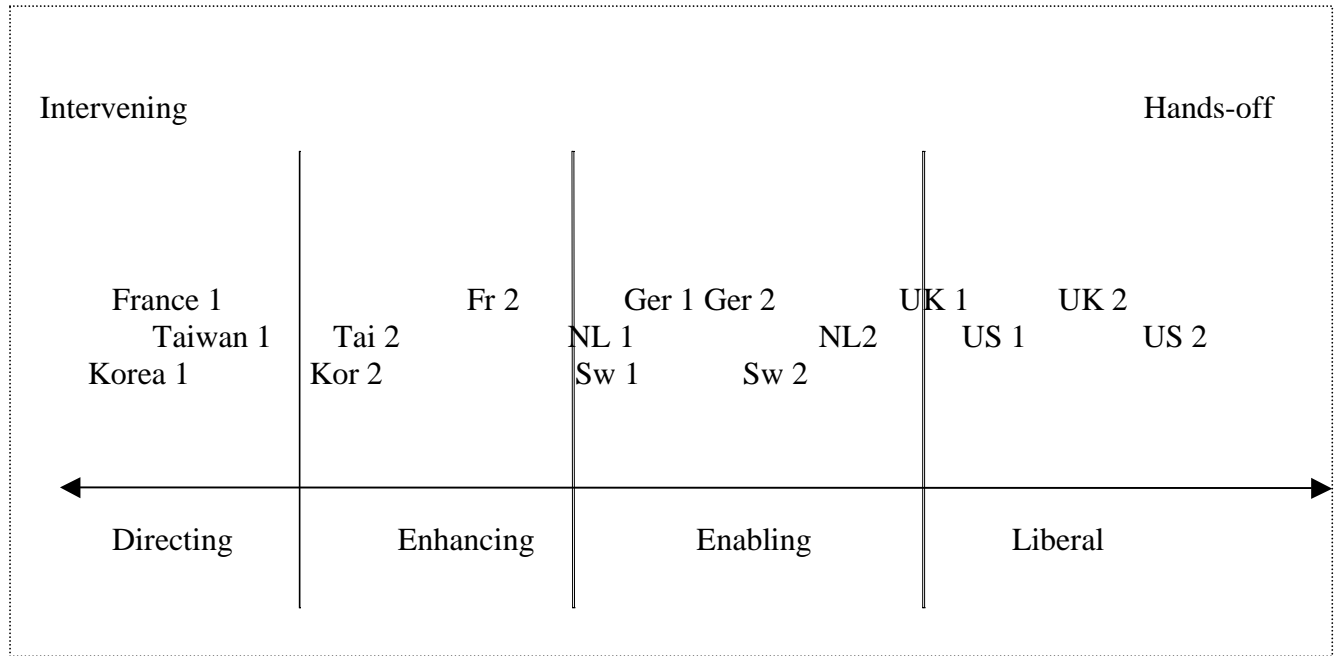 Intervening Hands-off
France 1 Fr 2 Ger 1 Ger 2 UK 1 UK 2
Taiwan 1 Tai 2 NL 1 NL2 US 1 US 2
Korea 1 Kor 2 Sw 1 Sw 2
Directing Enhancing Enabling Liberal